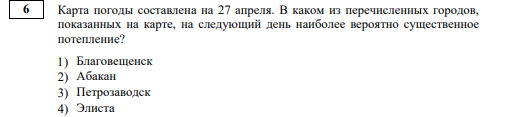 6
Карта погоды составлена на 27 апреля. В каком из перечисленных городов,
показанных на карте, на следующий день наиболее вероятно существенное
потепление?
1) Благовещенск
2) Абакан
3) Петрозаводск
4) Элиста